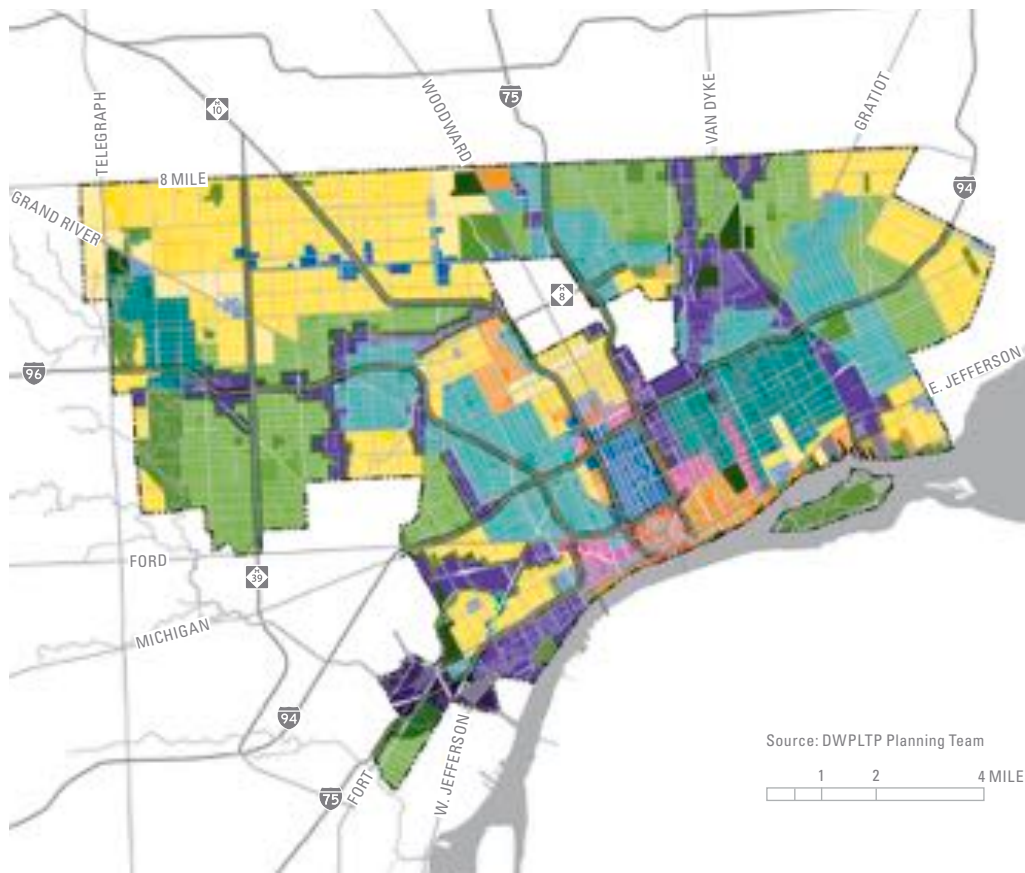 TELEGRAPH
M
10
WOODWARD
75
VAN DYKE
GRATIOT
8 MILE
94
GRAND RIVER
M
8
96
E. JEFFERSON
FORD
M
39
MICHIGAN
94
75
FORT
W. JEFFERSON
Source: DWPLTP Planning Team
1 2 4 MILE